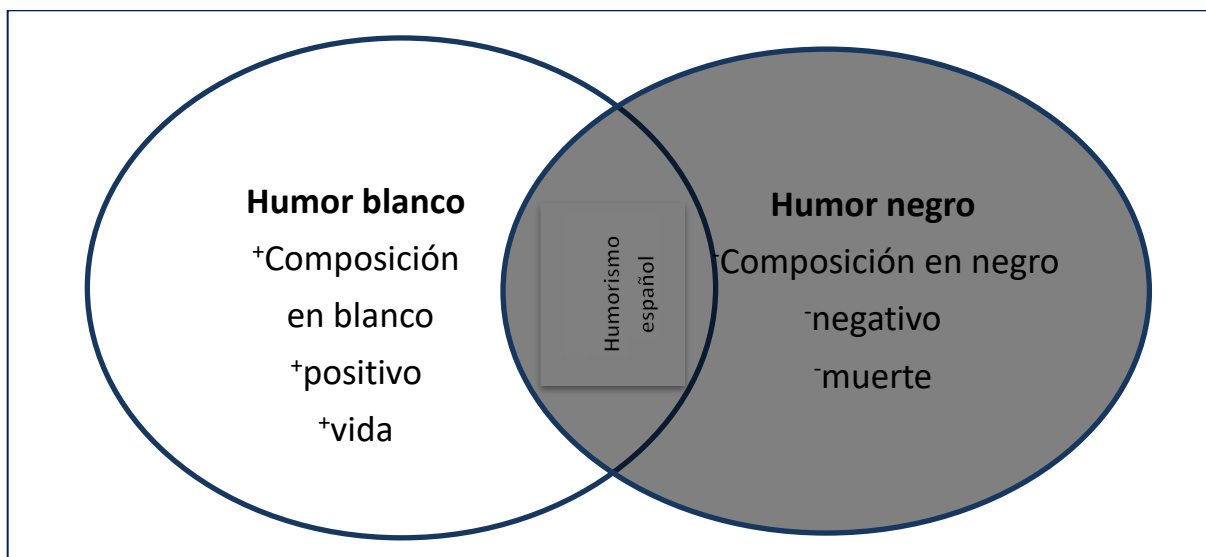 Humor blanco
⁺Composición
en blanco
⁺positivo
⁺vida
Humorismo
español
Humor negro
⁻Composición en negro
⁻negativo
⁻muerte